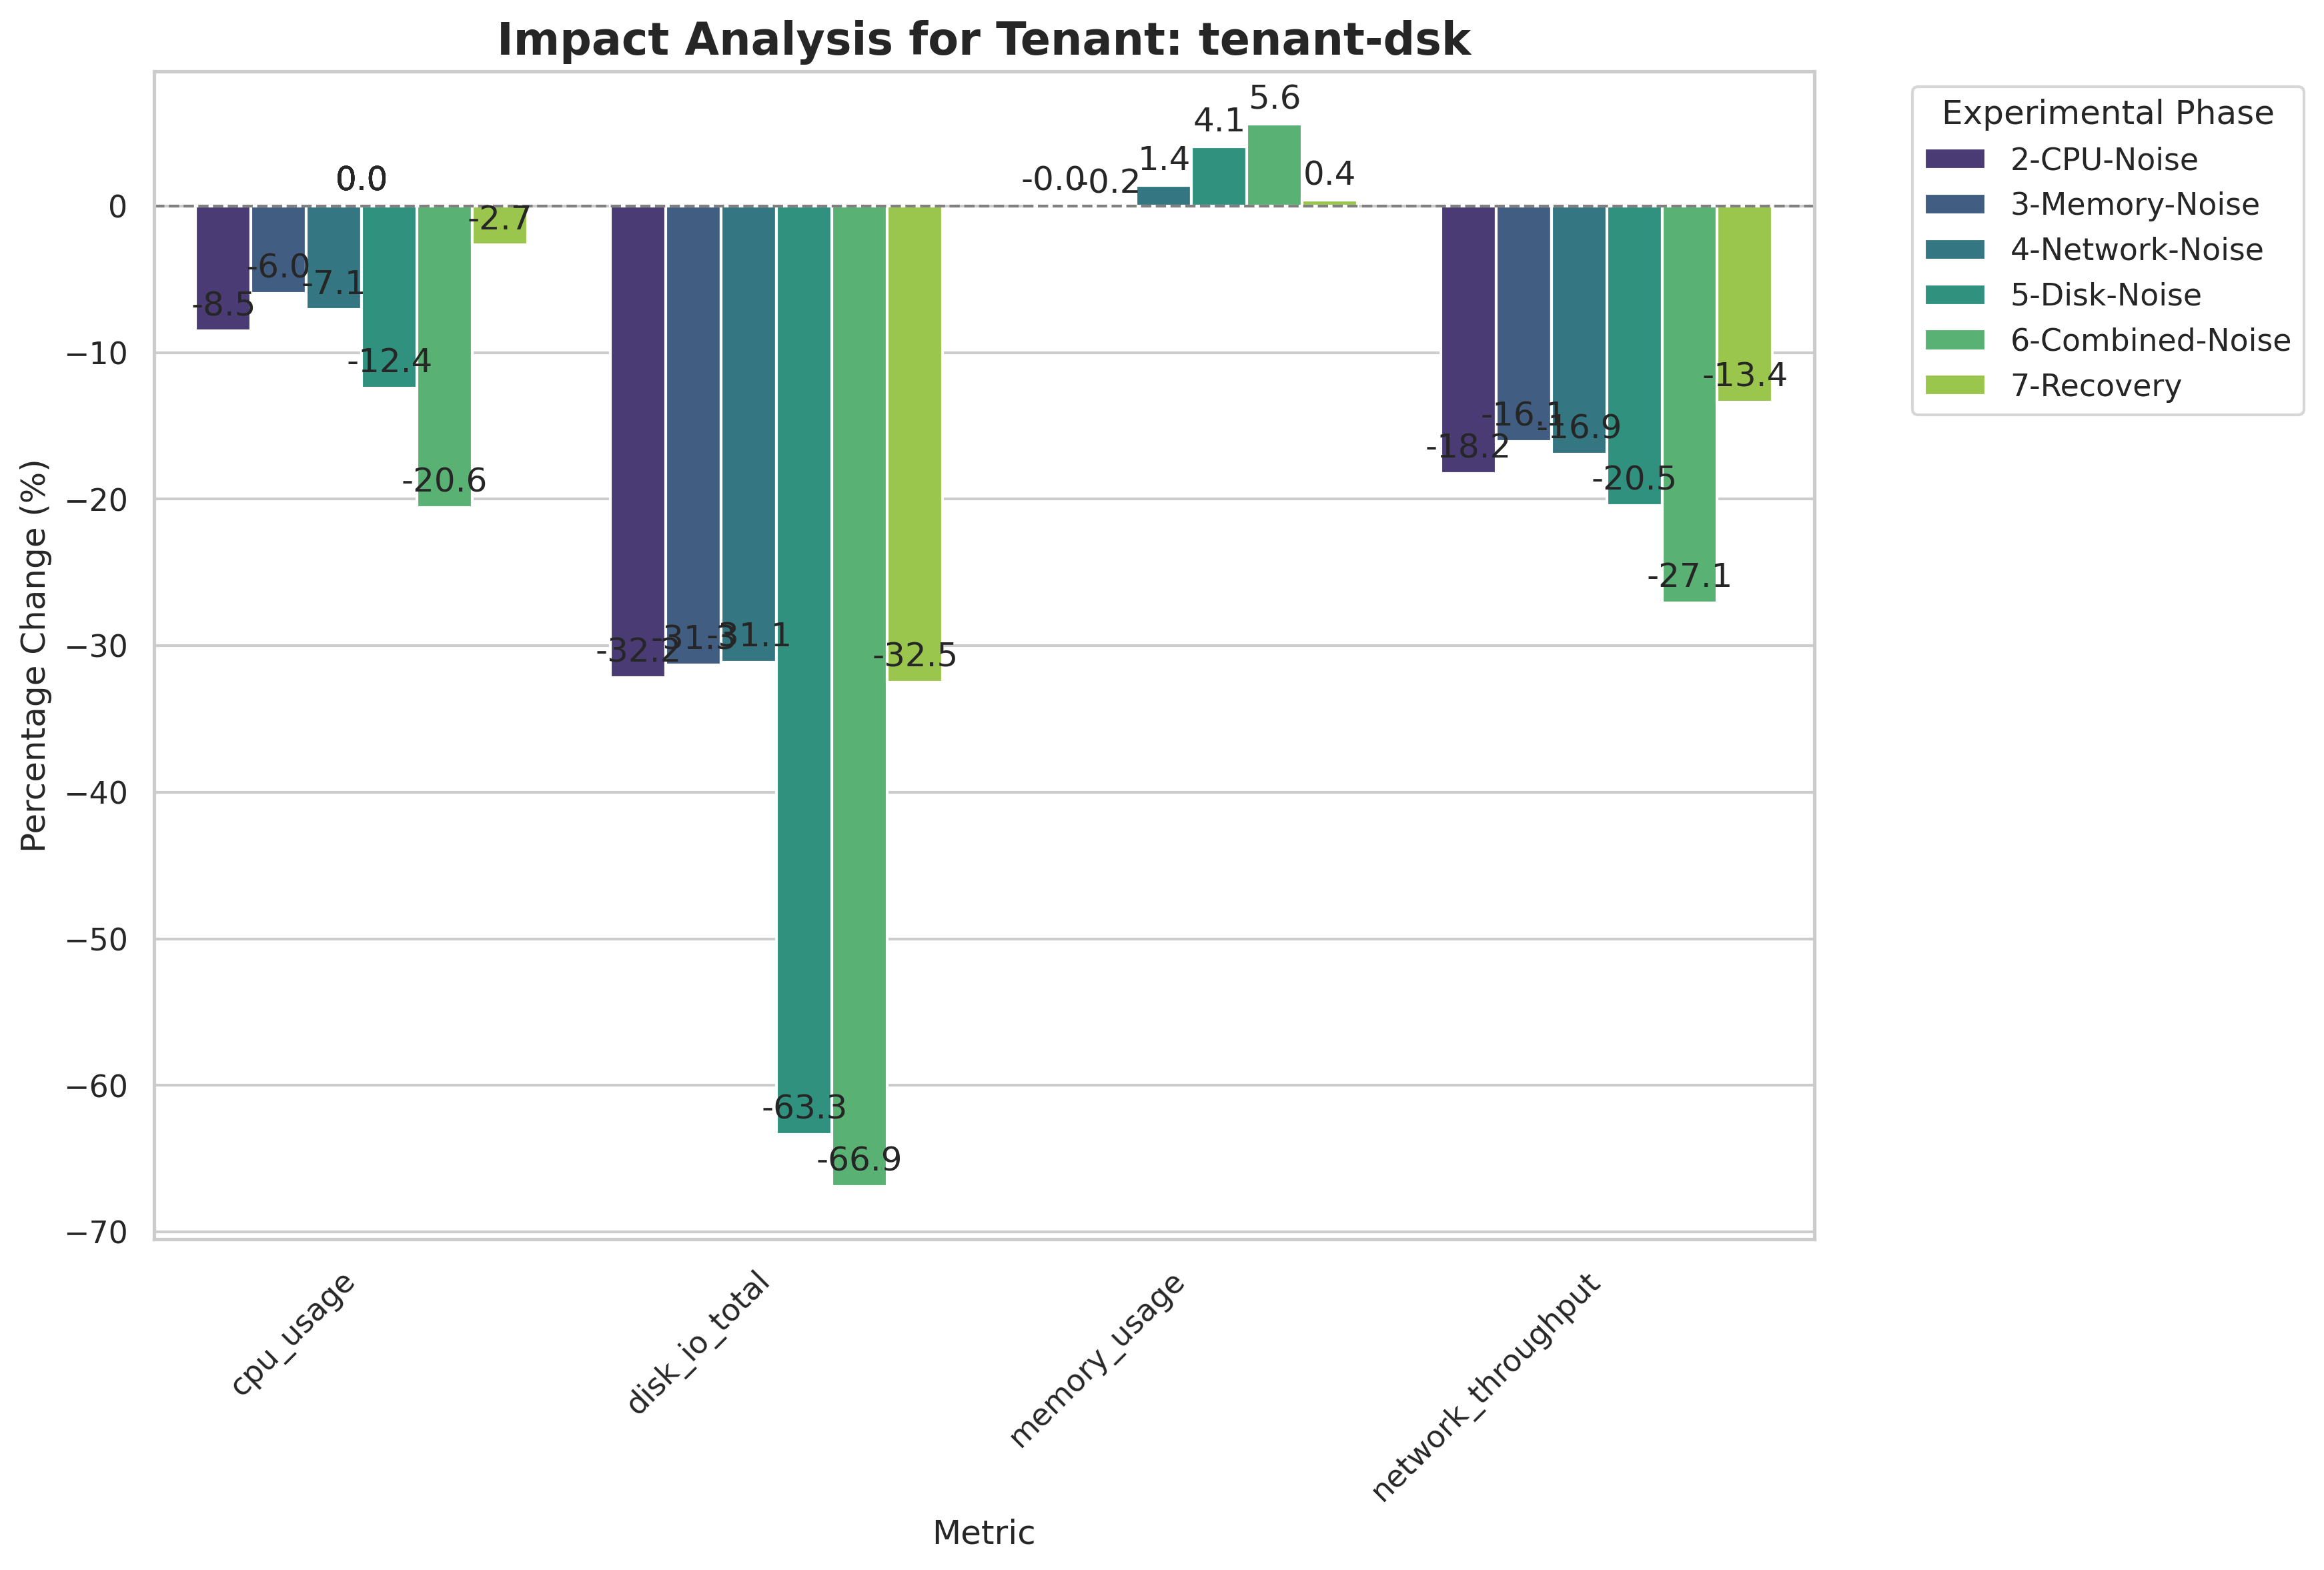 Impact Analysis for Tenant: tenant-dsk
Percentage Change (%)
0
−10
−20
−30
−40
−50
−60
−70
0.0
-8.5
-6.0
-7.1
-12.4
-20.6
-2.7
-32.2
-31.3
-31.1
-63.3
-66.9
-32.5
-0.0
-0.2
1.4
4.1
5.6
0.4
-18.2
-16.1
-16.9
-20.5
-27.1
-13.4
cpu_usage
disk_io_total
memory_usage
network_throughput
Metric
Experimental Phase
2-CPU-Noise
3-Memory-Noise
4-Network-Noise
5-Disk-Noise
6-Combined-Noise
7-Recovery